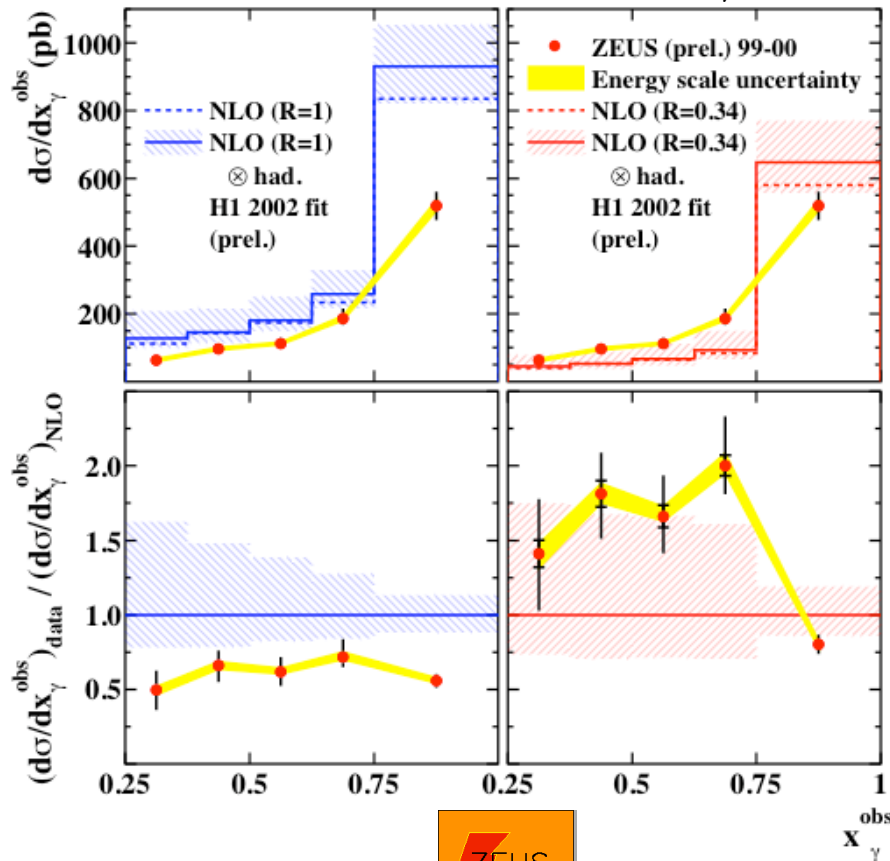 dσ/dx_γ^obs (pb)
1000
800
600
400
200
NLO (R=1)
NLO (R=1)
⊗ had.
H1 2002 fit
(prel.)
ZEUS (prel.) 99-00
Energy scale uncertainty
NLO (R=0.34)
NLO (R=0.34)
⊗ had.
H1 2002 fit
(prel.)
(dσ/dx_γ^obs)_data / (dσ/dx_γ^obs)_NLO
2.0
1.5
1.0
0.5
0.25
0.5
0.75
0.25
0.5
0.75
1
x_γ^obs
ZEUS